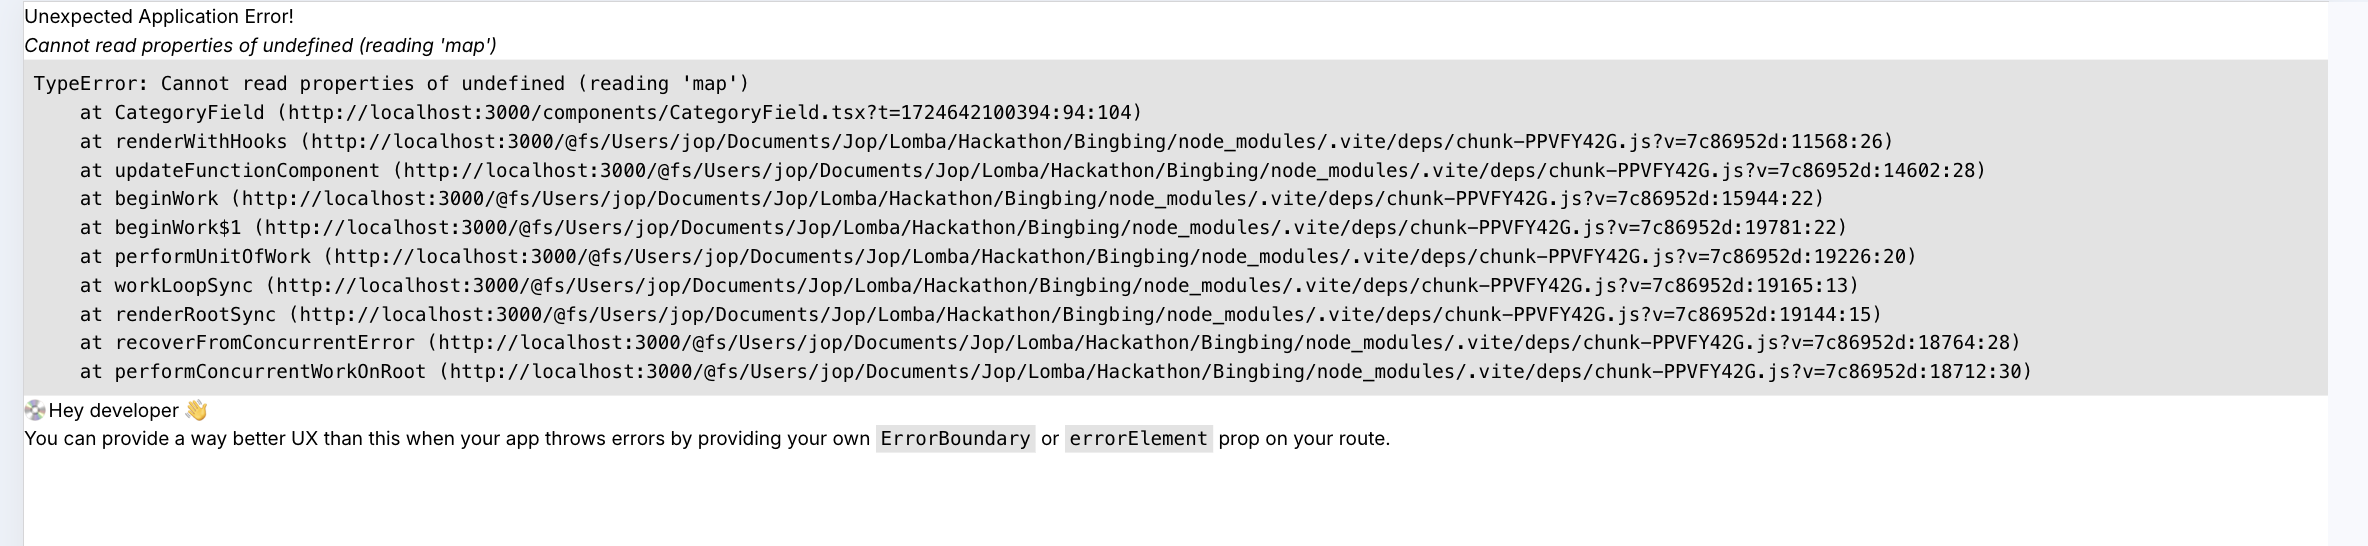 Unexpected Application Error!
Cannot read properties of undefined (reading 'map')
TypeError: Cannot read properties of undefined (reading 'map')
    at CategoryField (http://localhost:3000/components/CategoryField.tsx?t=1724642100394:94:104)
    at renderWithHooks (http://localhost:3000/@fs/Users/jop/Documents/Jop/Lomba/Hackathon/Bingbing/node_modules/.vite/deps/chunk-PPVFY42G.js?v=7c86952d:11568:26)
    at updateFunctionComponent (http://localhost:3000/@fs/Users/jop/Documents/Jop/Lomba/Hackathon/Bingbing/node_modules/.vite/deps/chunk-PPVFY42G.js?v=7c86952d:14602:28)
    at beginWork (http://localhost:3000/@fs/Users/jop/Documents/Jop/Lomba/Hackathon/Bingbing/node_modules/.vite/deps/chunk-PPVFY42G.js?v=7c86952d:15944:22)
    at beginWork$1 (http://localhost:3000/@fs/Users/jop/Documents/Jop/Lomba/Hackathon/Bingbing/node_modules/.vite/deps/chunk-PPVFY42G.js?v=7c86952d:19781:22)
    at performUnitOfWork (http://localhost:3000/@fs/Users/jop/Documents/Jop/Lomba/Hackathon/Bingbing/node_modules/.vite/deps/chunk-PPVFY42G.js?v=7c86952d:19226:20)
    at workLoopSync (http://localhost:3000/@fs/Users/jop/Documents/Jop/Lomba/Hackathon/Bingbing/node_modules/.vite/deps/chunk-PPVFY42G.js?v=7c86952d:19165:13)
    at renderRootSync (http://localhost:3000/@fs/Users/jop/Documents/Jop/Lomba/Hackathon/Bingbing/node_modules/.vite/deps/chunk-PPVFY42G.js?v=7c86952d:19144:15)
    at recoverFromConcurrentError (http://localhost:3000/@fs/Users/jop/Documents/Jop/Lomba/Hackathon/Bingbing/node_modules/.vite/deps/chunk-PPVFY42G.js?v=7c86952d:18764:28)
    at performConcurrentWorkOnRoot (http://localhost:3000/@fs/Users/jop/Documents/Jop/Lomba/Hackathon/Bingbing/node_modules/.vite/deps/chunk-PPVFY42G.js?v=7c86952d:18712:30)
💿 Hey developer 👋
You can provide a way better UX than this when your app throws errors by providing your own ErrorBoundary or errorElement prop on your route.